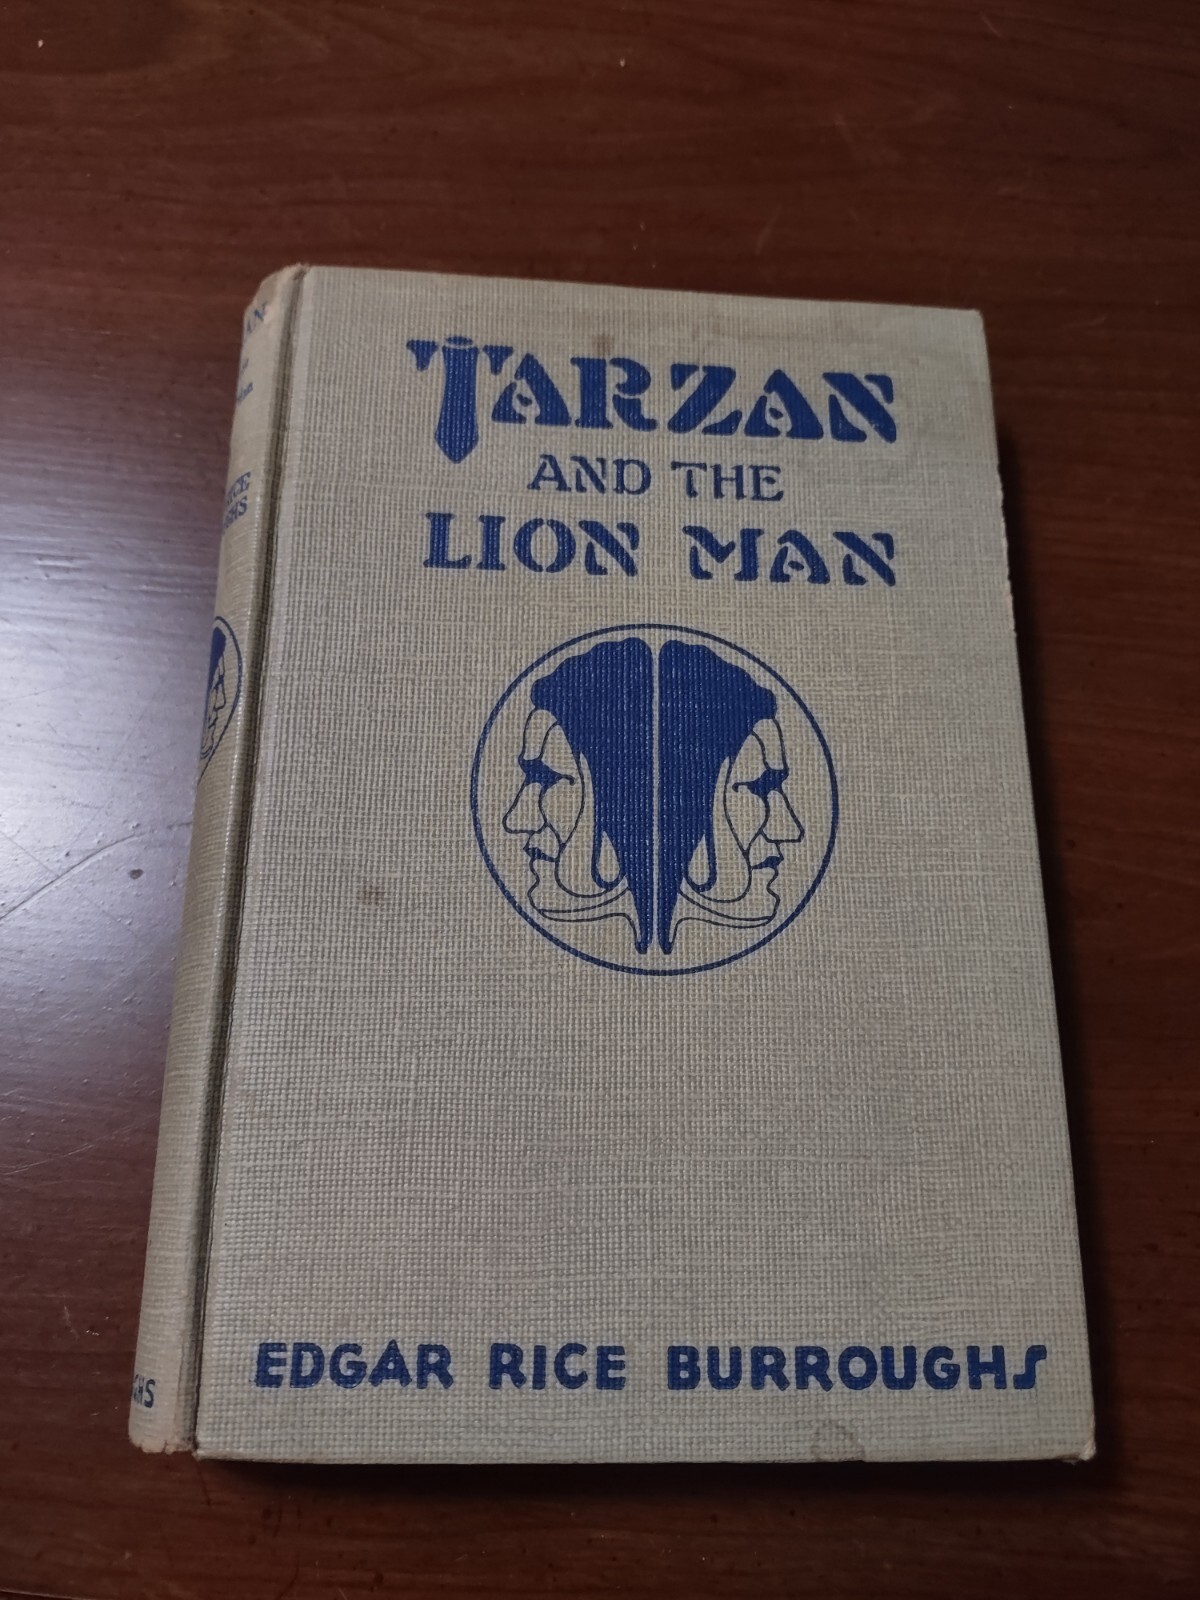 TARZAN
AND THE
LION MAN
EDGAR RICE BURROUGHS